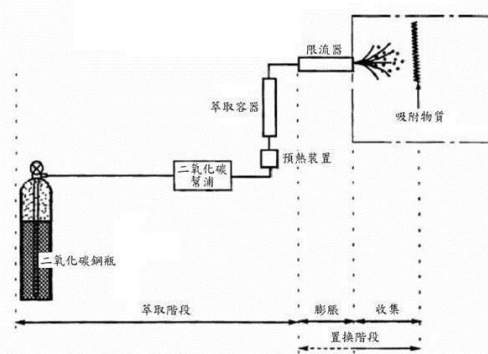 限流器
萃取容器
吸附物質
預熱裝置
二氧化碳
幫浦
二氧化碳鋼瓶
萃取階段
膨脹
收集
置換階段